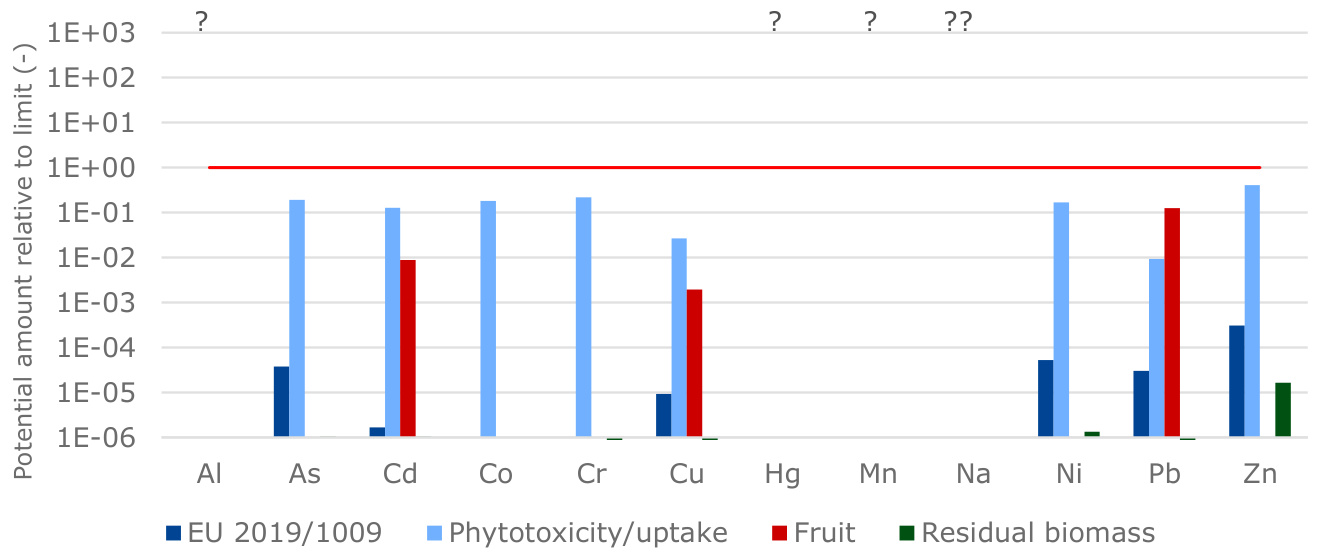 ? ? ? ??
Potential amount relative to limit (-)
1E+03
1E+02
1E+01
1E+00
1E-01
1E-02
1E-03
1E-04
1E-05
1E-06
Al As Cd Co Cr Cu Hg Mn Na Ni Pb Zn
EU 2019/1009 Phytotoxicity/uptake Fruit Residual biomass